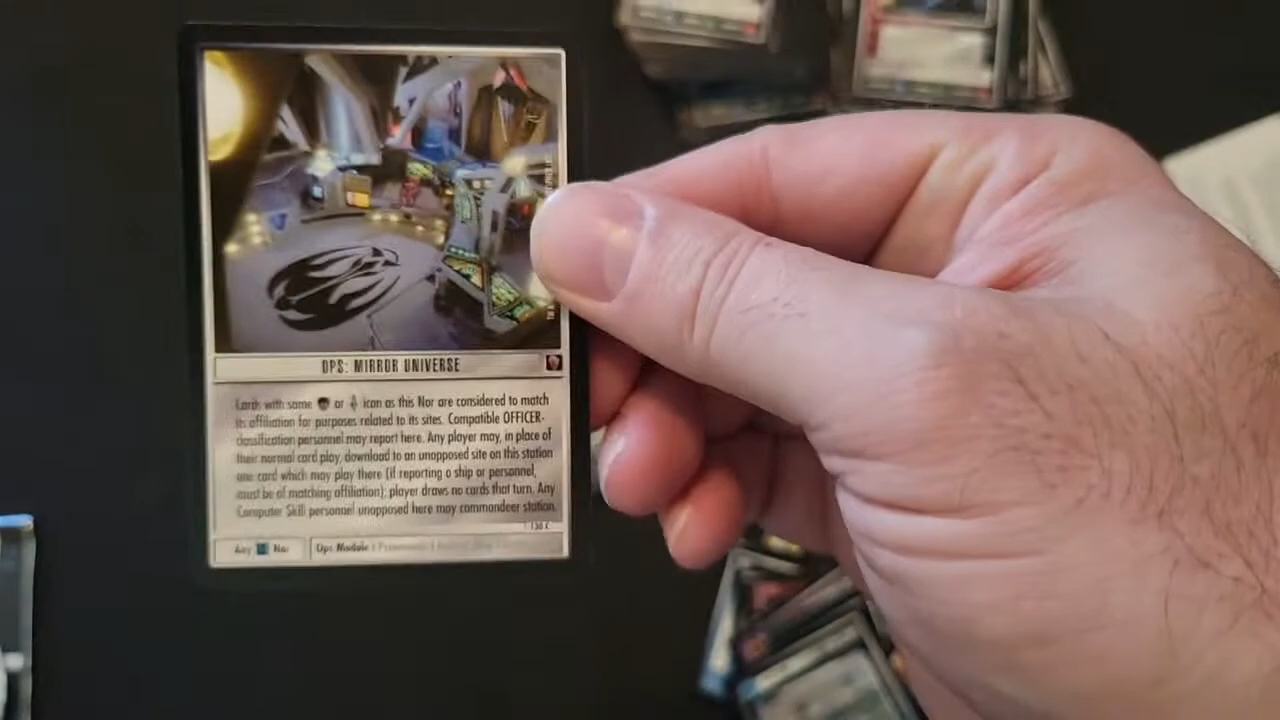 OPS: MIRROR UNIVERSE
Cards with same or icon as this Nor are considered to match
its affiliation for purposes related to its sites. Compatible OFFICER-
classification personnel may report here. Any player may, in place of
their normal card play, download to an unopposed site on this station
one card which may play there (if reporting a ship or personnel,
must be of matching affiliation); player draws no cards that turn. Any
Computer Skill personnel unopposed here may commandeer station.
130 C
Any Nor
Ops Module